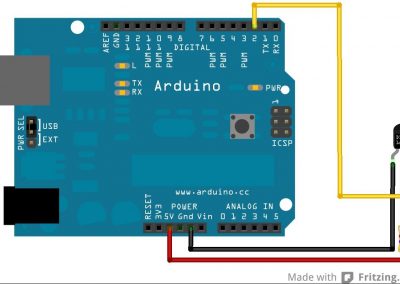 AREF
GND
13
12
11
10
9
8
7
6
5
4
3
2
1
0
PWM
PWM
PWM
PWM
PWM
PWM
TX
RX
DIGITAL
L
TX
RX
Arduino
PWR
PWR SEL
USB
EXT
ICSP
www.arduino.cc
POWER
ANALOG IN
RESET
3V3
5V
Gnd
Vin
0 1 2 3 4 5
Made with Fritzing.